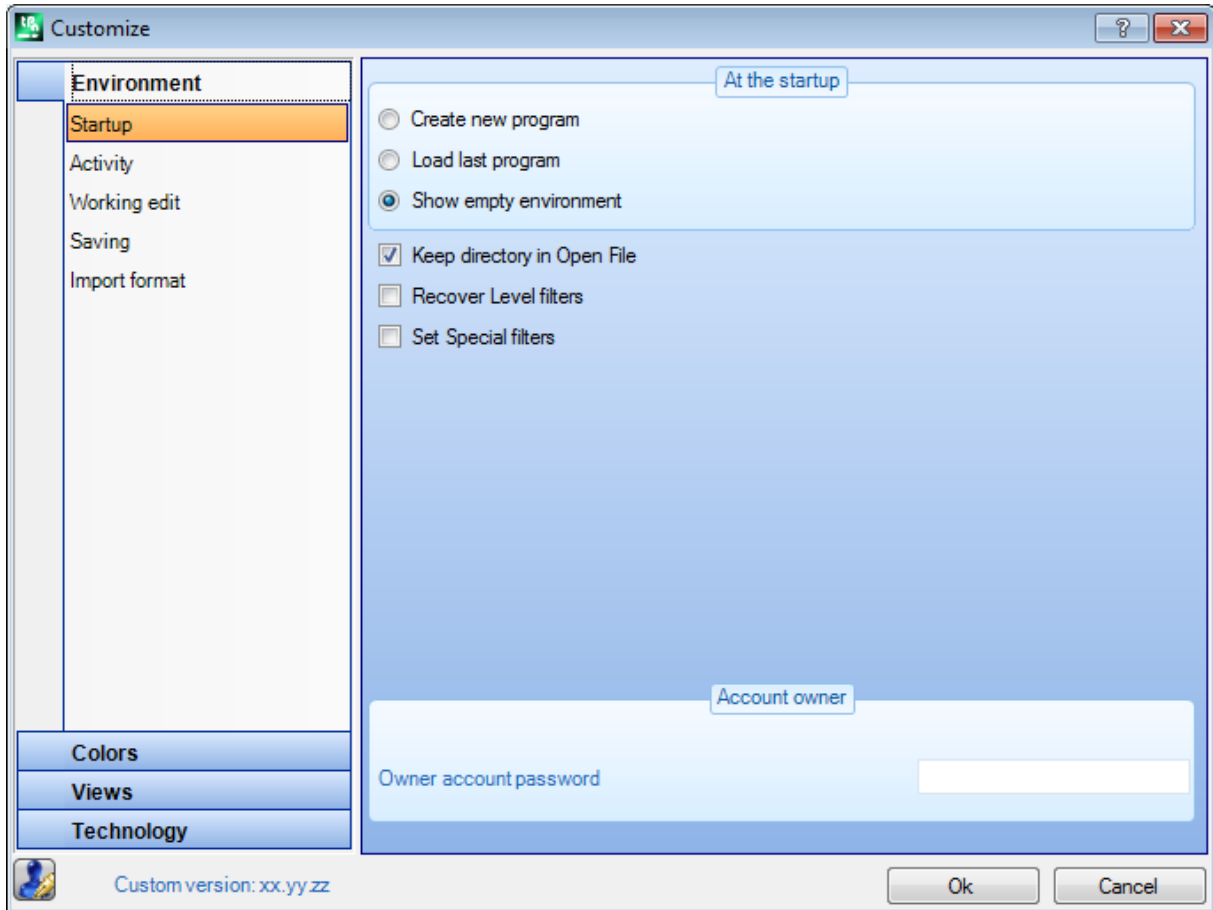 Customize
Environment
Startup
Activity
Working edit
Saving
Import format
Colors
Views
Technology
At the startup
Create new program
Load last program
Show empty environment
Keep directory in Open File
Recover Level filters
Set Special filters
Account owner
Owner account password
Custom version: xx.yy.zz
Ok
Cancel